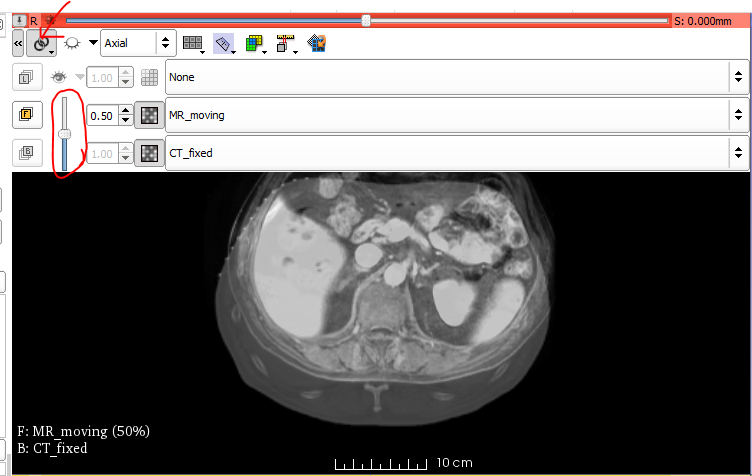 R S: 0.000mm
Axial
L 1.00 None
F 0.50 MR_moving
B 1.00 CT_fixed
F: MR_moving (50%)
B: CT_fixed
10 cm